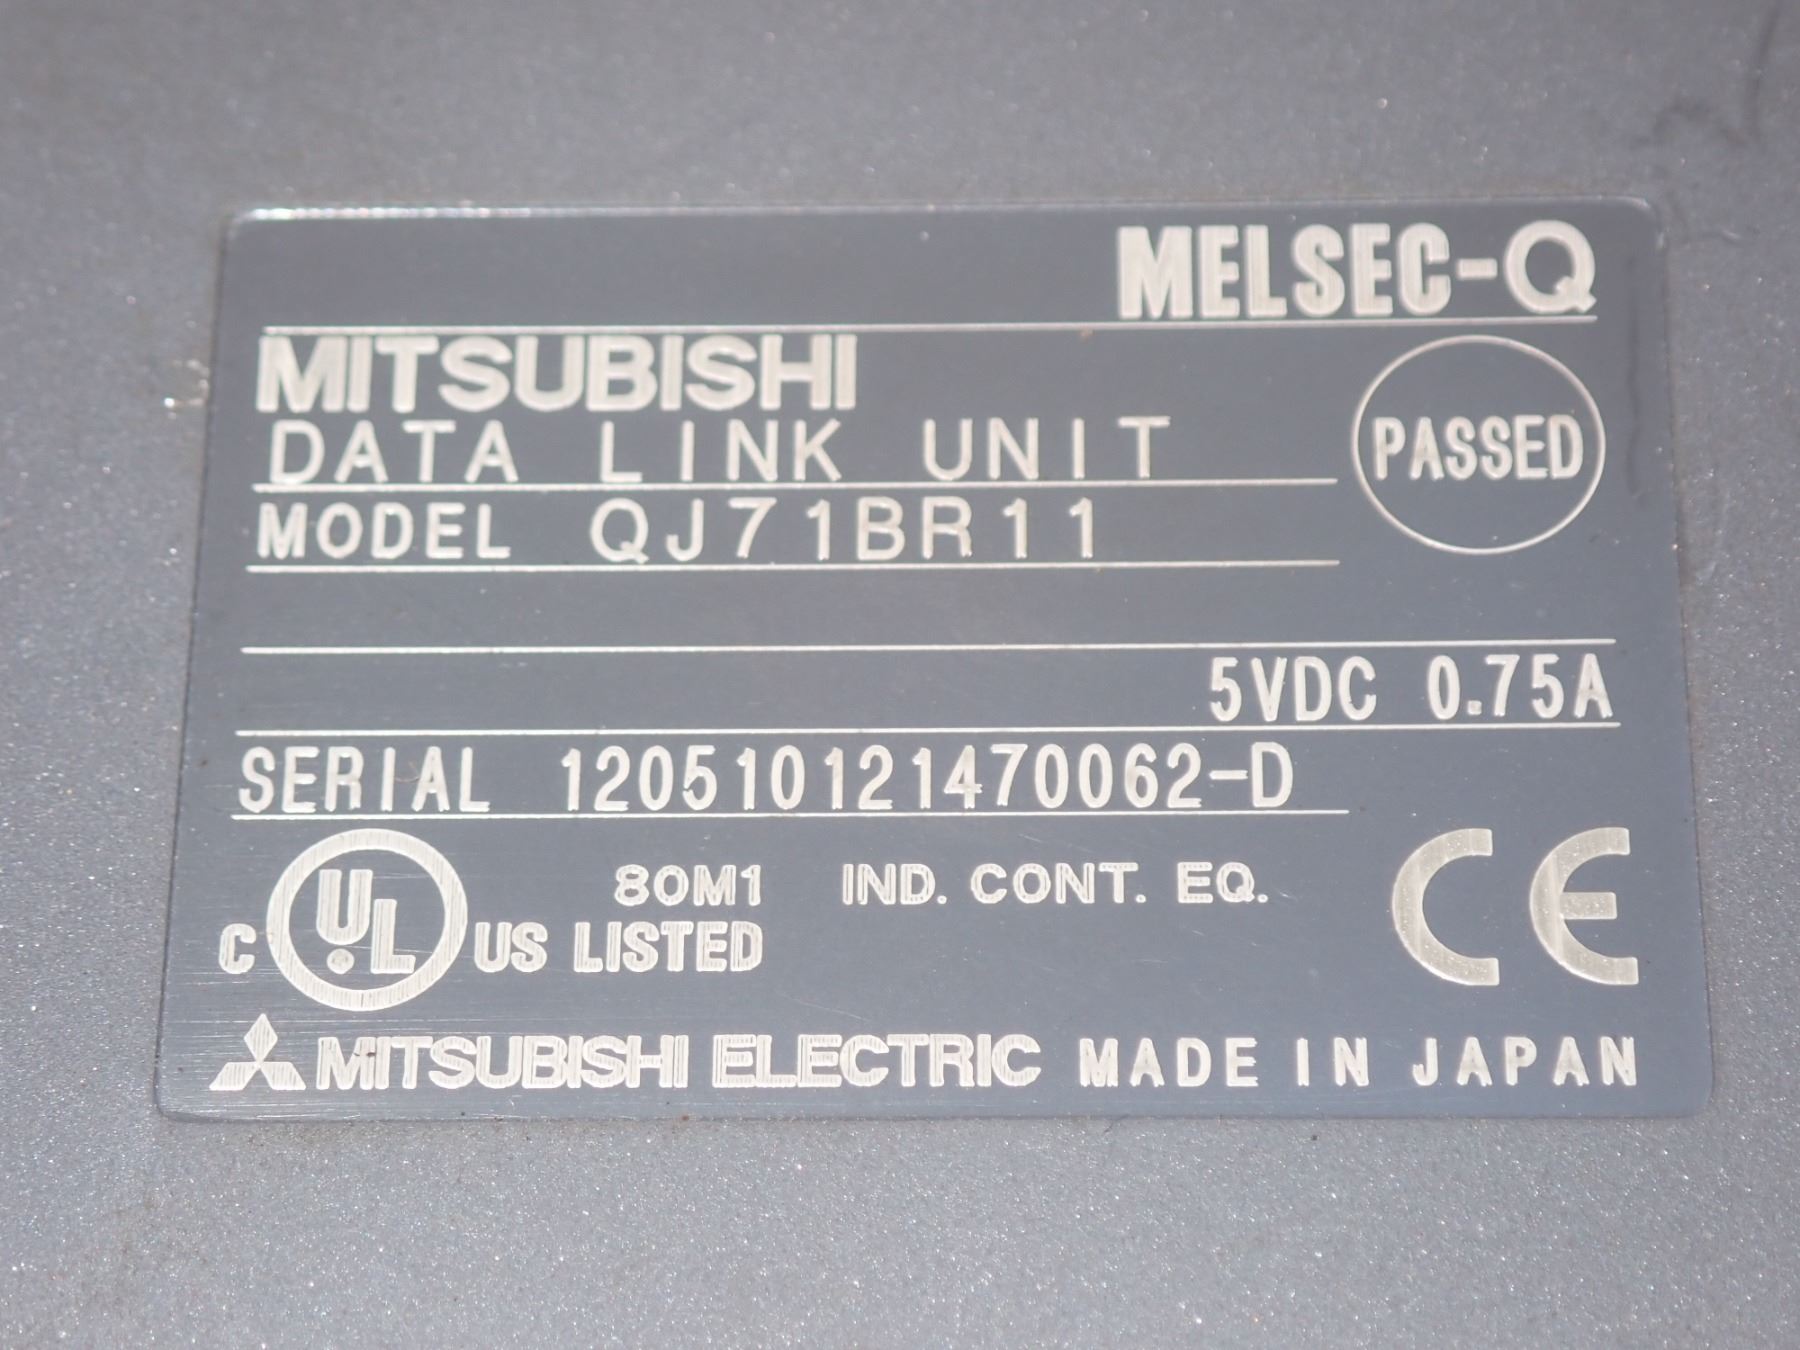 MELSEC-Q
MITSUBISHI
DATA LINK UNIT
PASSED
MODEL QJ71BR11
5VDC 0.75A
SERIAL 120510121470062-D
80M1 IND. CONT. EQ.
C UL US LISTED
CE
MITSUBISHI ELECTRIC MADE IN JAPAN